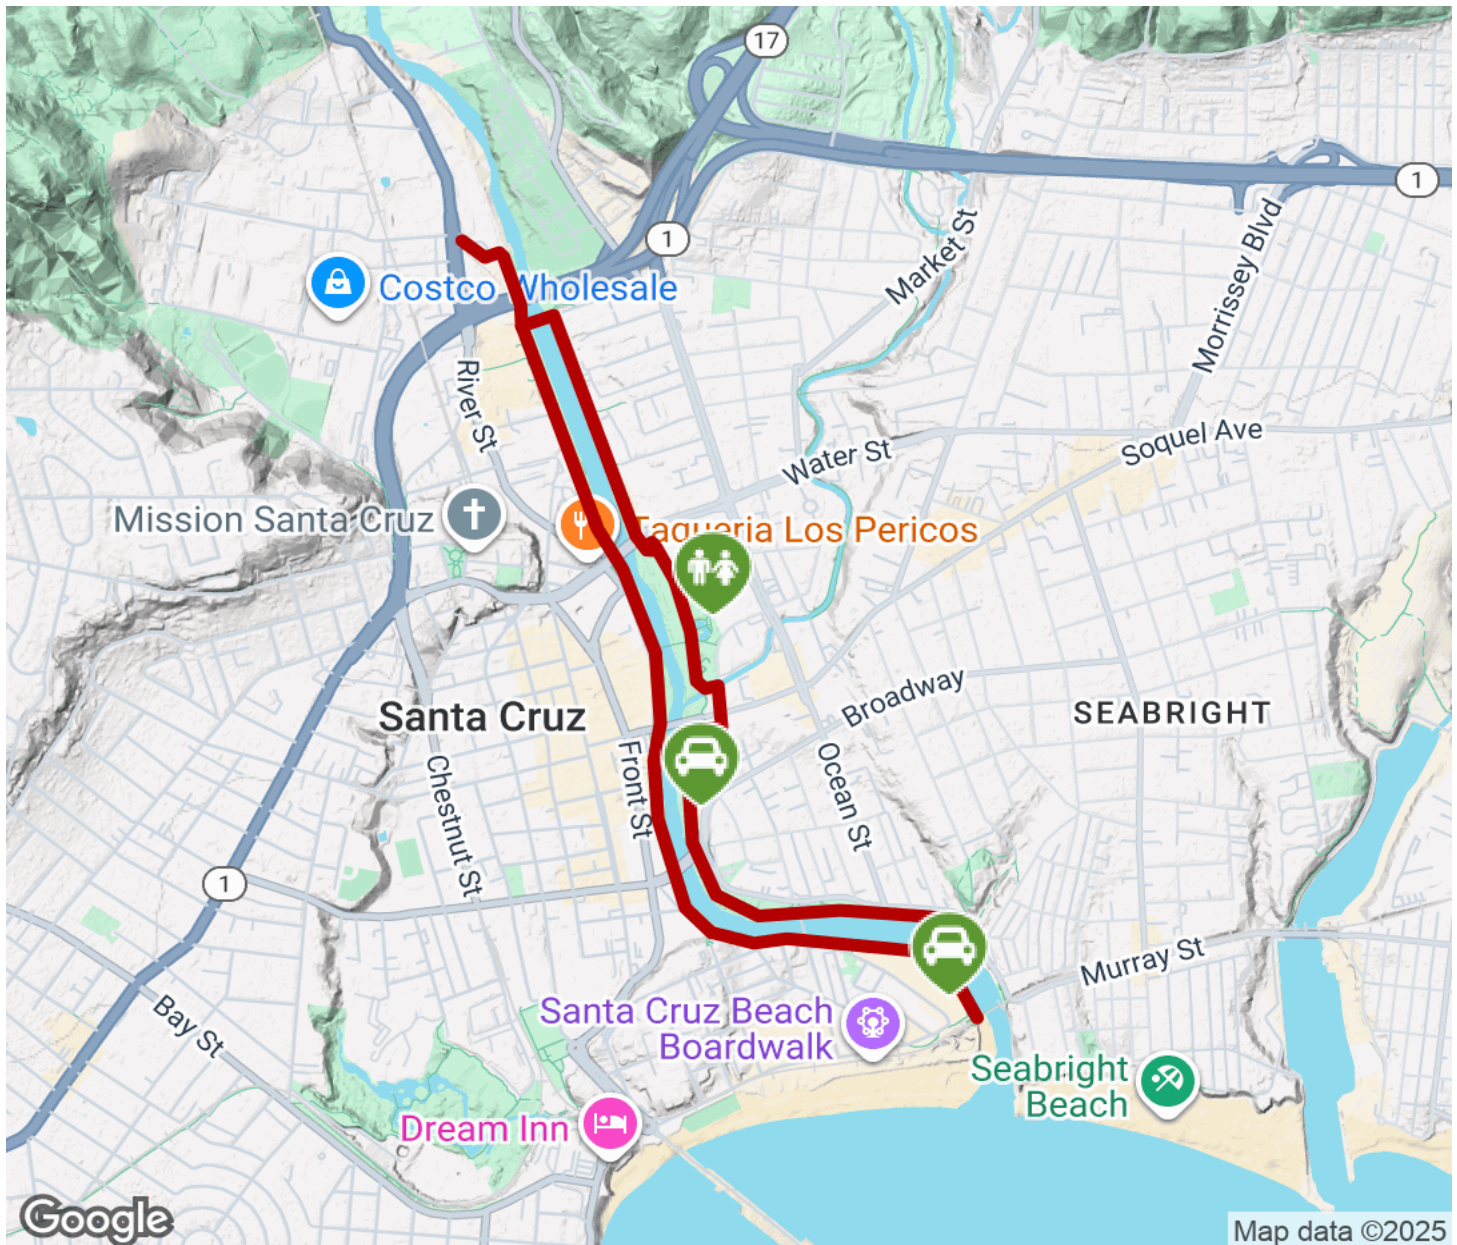 17
1
1
Market St
Morrissey Blvd
Costco Wholesale
River St
Soquel Ave
Water St
Mission Santa Cruz
Taqueria Los Pericos
Broadway
Santa Cruz
SEABRIGHT
Front St
Ocean St
Chestnut St
1
Murray St
Bay St
Santa Cruz Beach
Boardwalk
Seabright
Beach
Dream Inn
Google
Map data ©2025